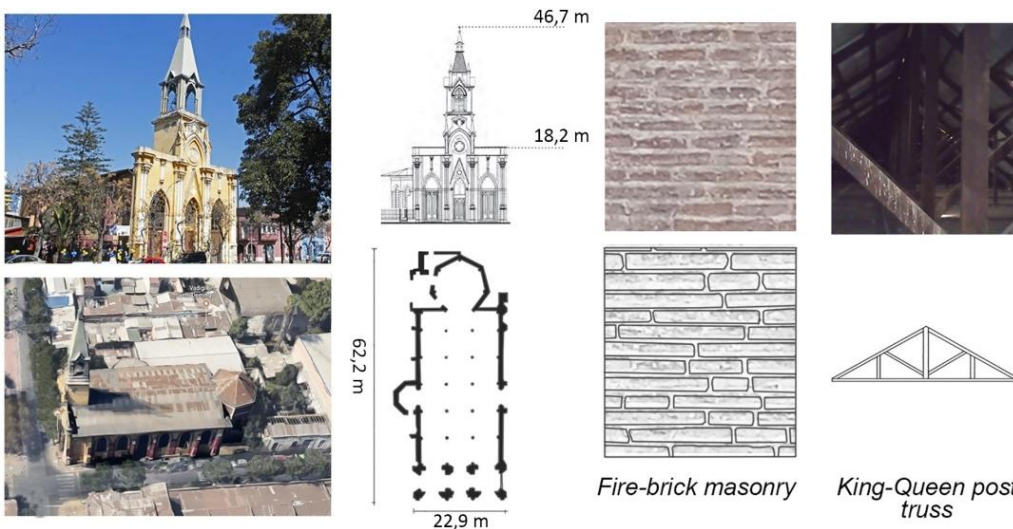 46,7 m
18,2 m
62,2 m
22,9 m
Fire-brick masonry
King-Queen post
truss